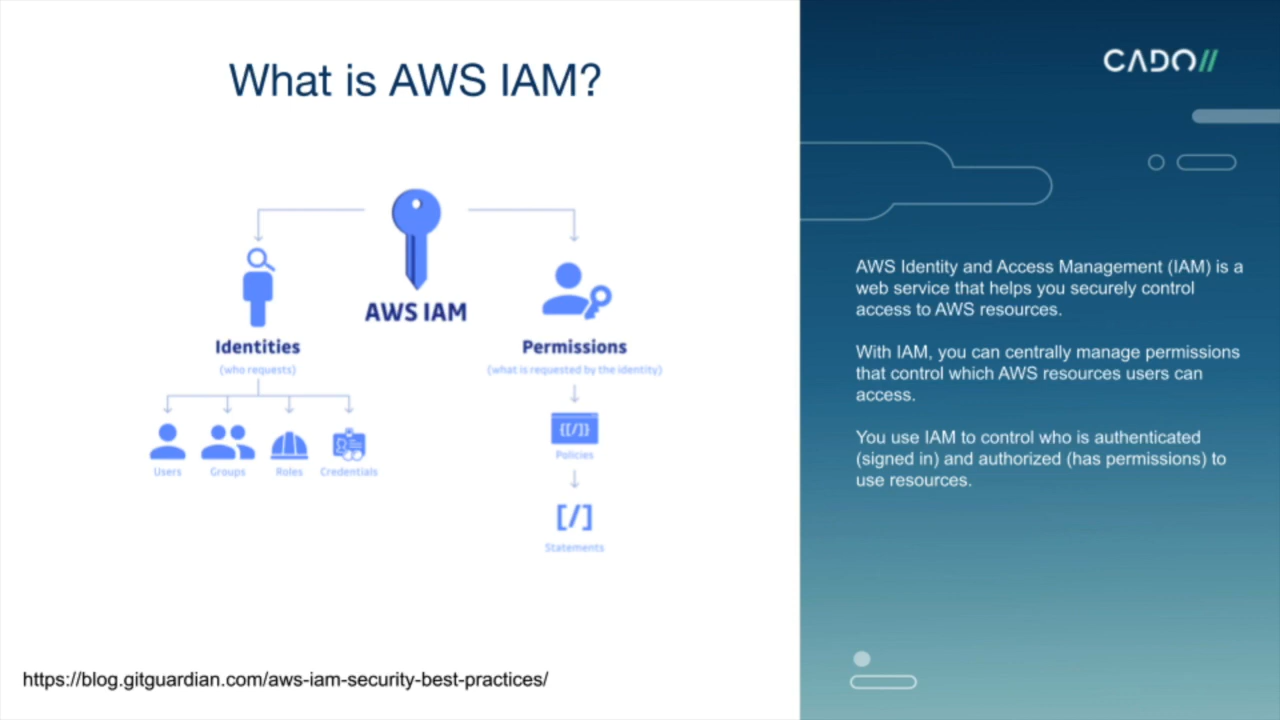 What is AWS IAM?
CADO//
AWS IAM
Identities
(who requests)
Users
Groups
Roles
Credentials
Permissions
(what is requested by the identity)
{[/]}
Policies
[/]
Statements
https://blog.gitguardian.com/aws-iam-security-best-practices/
AWS Identity and Access Management (IAM) is a
web service that helps you securely control
access to AWS resources.
With IAM, you can centrally manage permissions
that control which AWS resources users can
access.
You use IAM to control who is authenticated
(signed in) and authorized (has permissions) to
use resources.